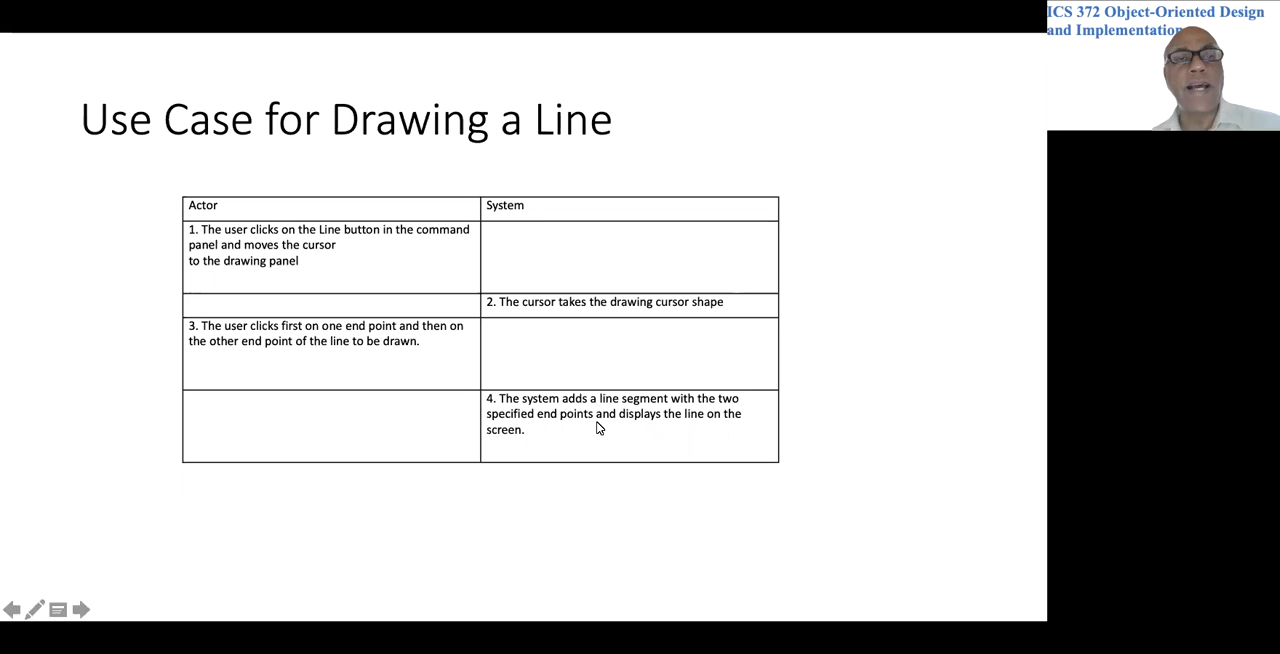 ICS 372 Object-Oriented Design
and Implementation
Use Case for Drawing a Line
Actor
System
1. The user clicks on the Line button in the command
panel and moves the cursor
to the drawing panel
2. The cursor takes the drawing cursor shape
3. The user clicks first on one end point and then on
the other end point of the line to be drawn.
4. The system adds a line segment with the two
specified end points and displays the line on the
screen.